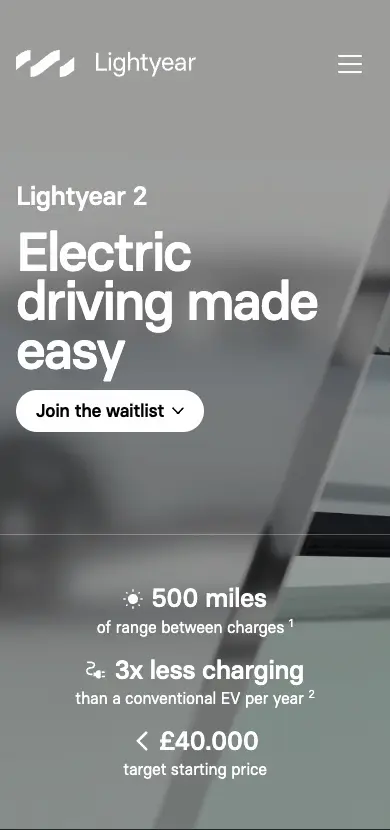 Lightyear
Lightyear 2
Electric
driving made
easy
Join the waitlist
500 miles
of range between charges ¹
3x less charging
than a conventional EV per year ²
< £40.000
target starting price